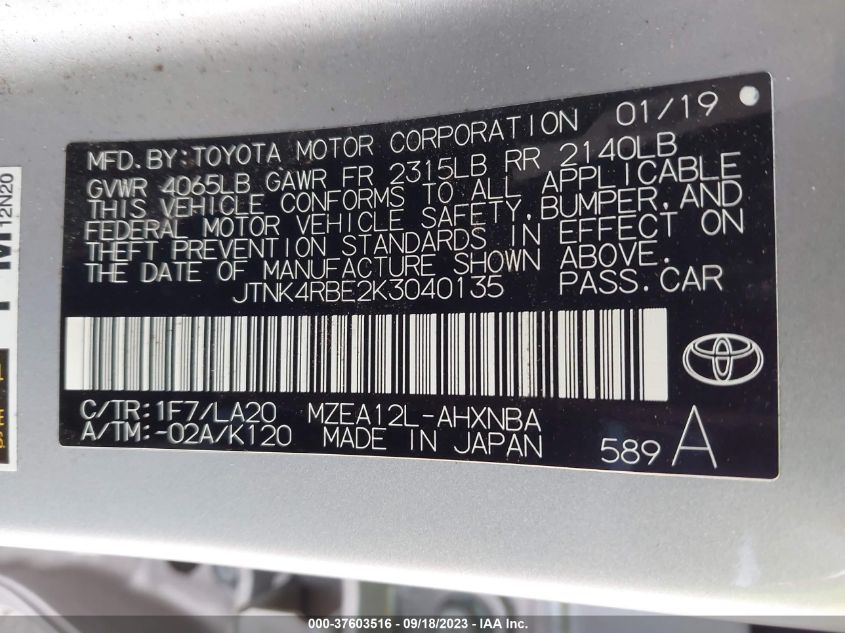 MFD. BY: TOYOTA MOTOR CORPORATION 01/19
GVWR 4065LB GAWR FR 2315LB RR 2140LB
THIS VEHICLE CONFORMS TO ALL APPLICABLE
FEDERAL MOTOR VEHICLE SAFETY, BUMPER, AND
THEFT PREVENTION STANDARDS IN EFFECT ON
THE DATE OF MANUFACTURE SHOWN ABOVE.
JTNK4RBE2K3040135 PASS. CAR
C/TR: 1F7/LA20 MZEA12L-AHXNBA
A/TM: -02A/K120 MADE IN JAPAN 589 A
12N20
000-37603516 - 09/18/2023 - IAA Inc.